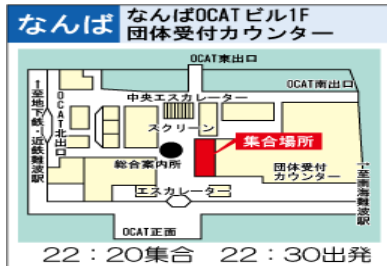 なんば
なんばOCATビル1F
団体受付カウンター
OCAT東出口
OCAT南出口
中央エスカレーター
↑至地下鉄・近鉄難波駅
OCAT北出口
スクリーン
集合場所
総合案内所
団体受付
カウンター
↑至南海難波駅
エスカレーター
OCAT正面
22：20集合　22：30出発